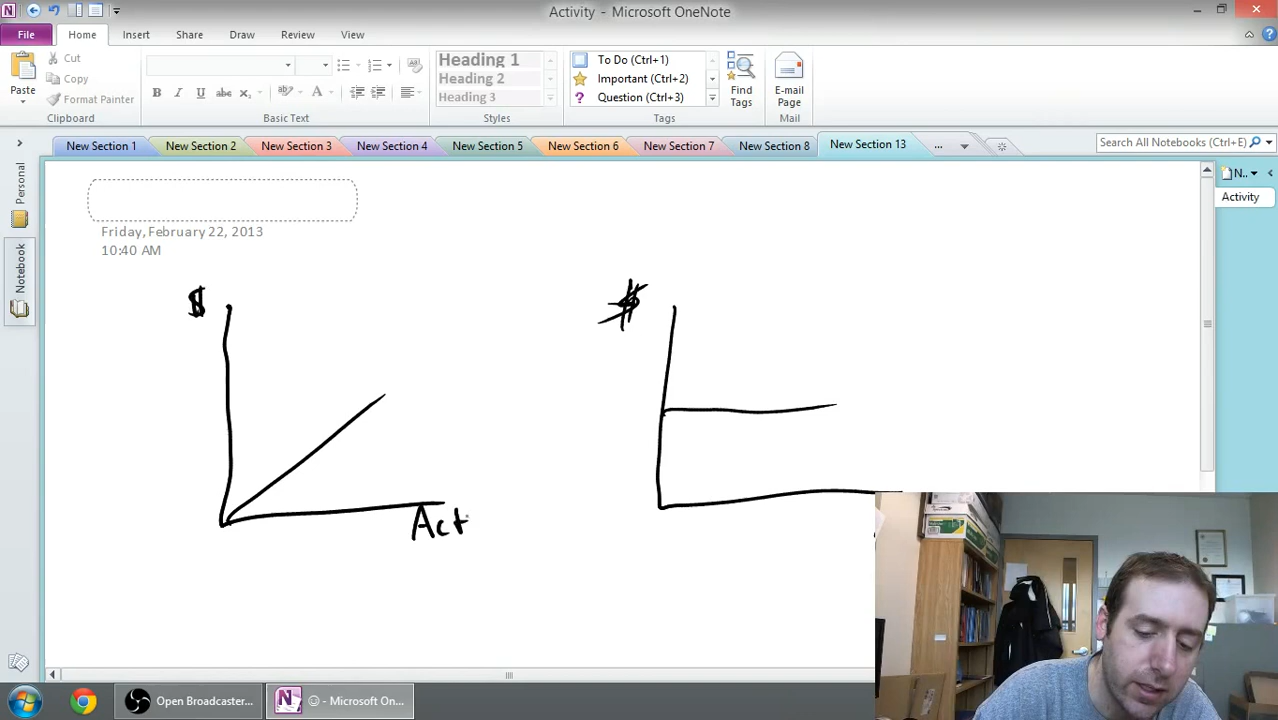 Activity - Microsoft OneNote
File Home Insert Share Draw Review View
Paste
Cut
Copy
Format Painter
Clipboard
B I U abc X₂ A
Basic Text
Heading 1
Heading 2
Heading 3
Styles
To Do (Ctrl+1)
Important (Ctrl+2)
Question (Ctrl+3)
Tags
Find
Tags
E-mail
Page
Mail
New Section 1 New Section 2 New Section 3 New Section 4 New Section 5 New Section 6 New Section 7 New Section 8 New Section 13 ...
Search All Notebooks (Ctrl+E)
N..
Activity
Personal
Notebook
Friday, February 22, 2013
10:40 AM
$ $
Act
Open Broadcaster... ☺ - Microsoft On...